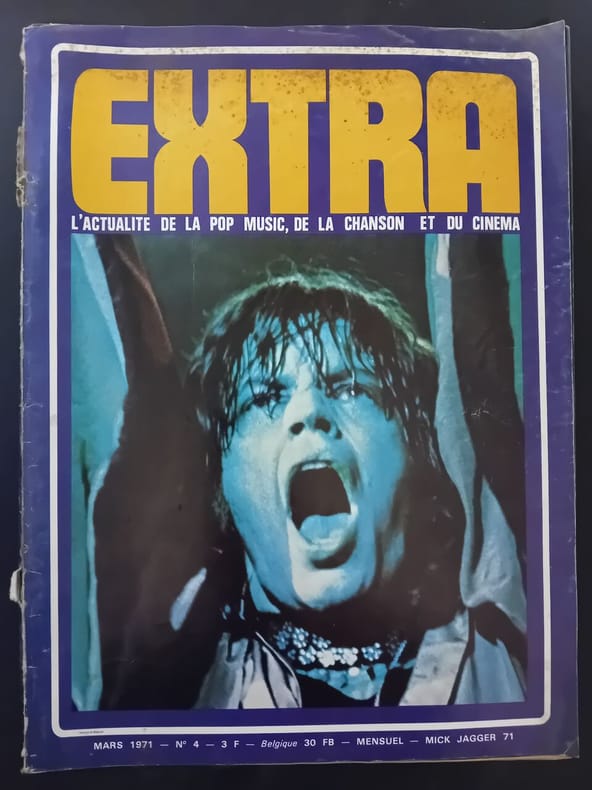 EXTRA
L'ACTUALITE DE LA POP MUSIC, DE LA CHANSON ET DU CINEMA
MARS 1971 — N° 4 — 3 F — Belgique 30 FB — MENSUEL — MICK JAGGER 71